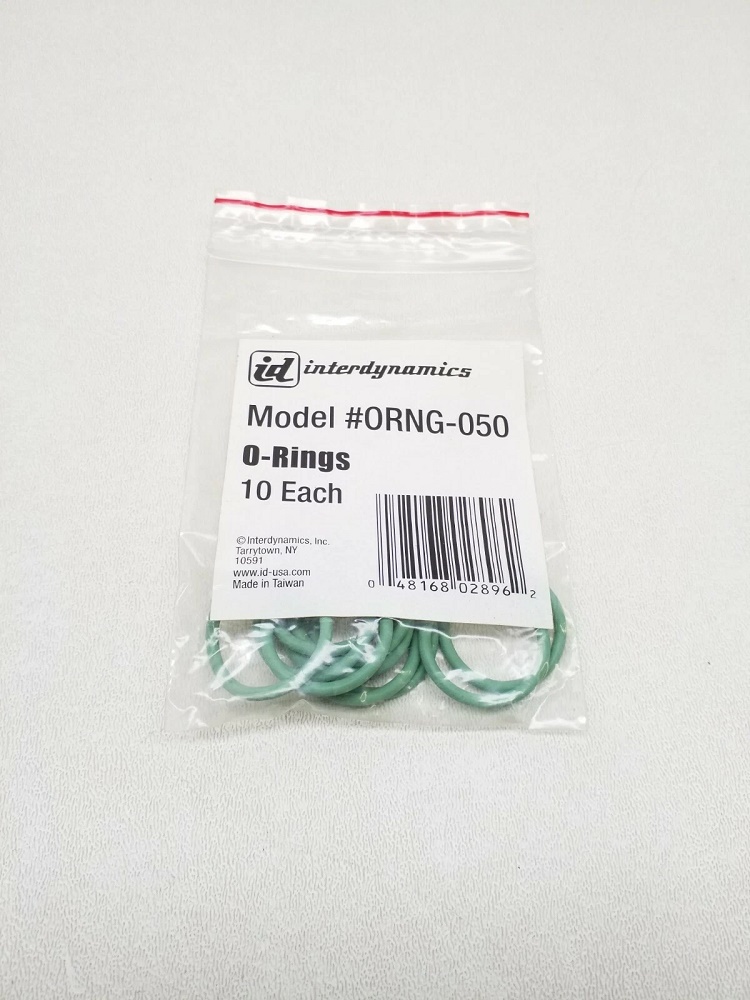 id interdynamics
Model #ORNG-050
O-Rings
10 Each
© Interdynamics, Inc.
Tarrytown, NY
10591
www.id-usa.com
Made in Taiwan
0 48168 02896 2